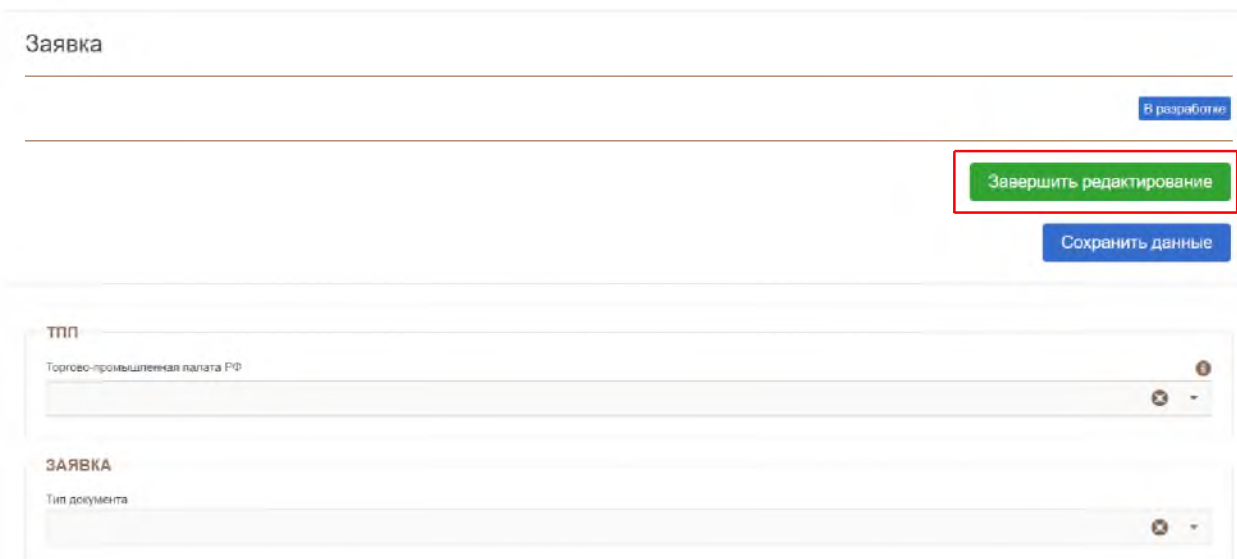 Заявка
В разработке
Завершить редактирование
Сохранить данные
ТПП
Торгово-промышленная палата РФ
ЗАЯВКА
Тип документа